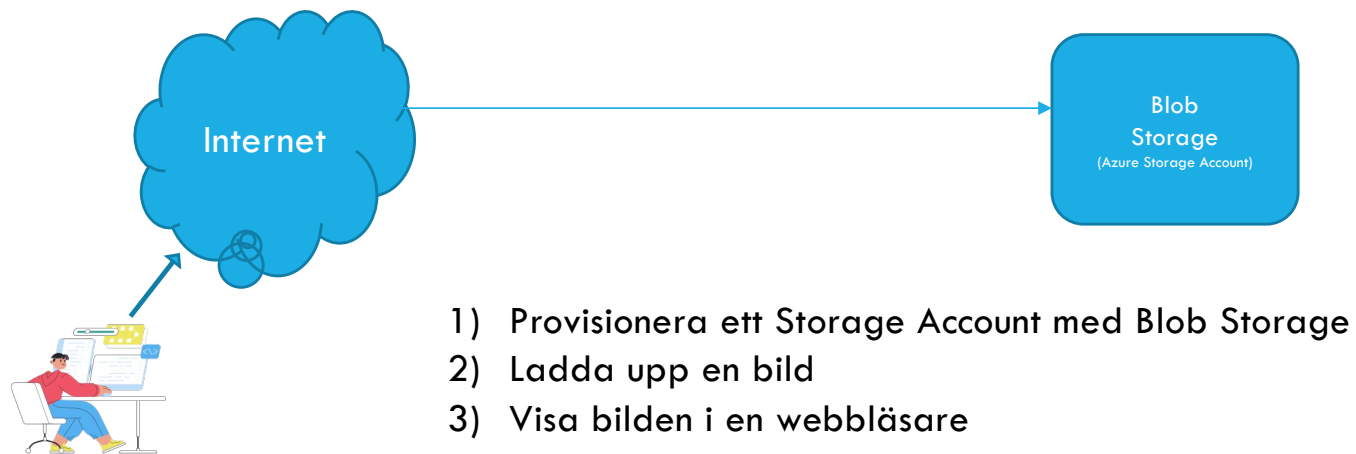 Internet
Blob
Storage
(Azure Storage Account)
1) Provisionera ett Storage Account med Blob Storage
2) Ladda upp en bild
3) Visa bilden i en webbläsare